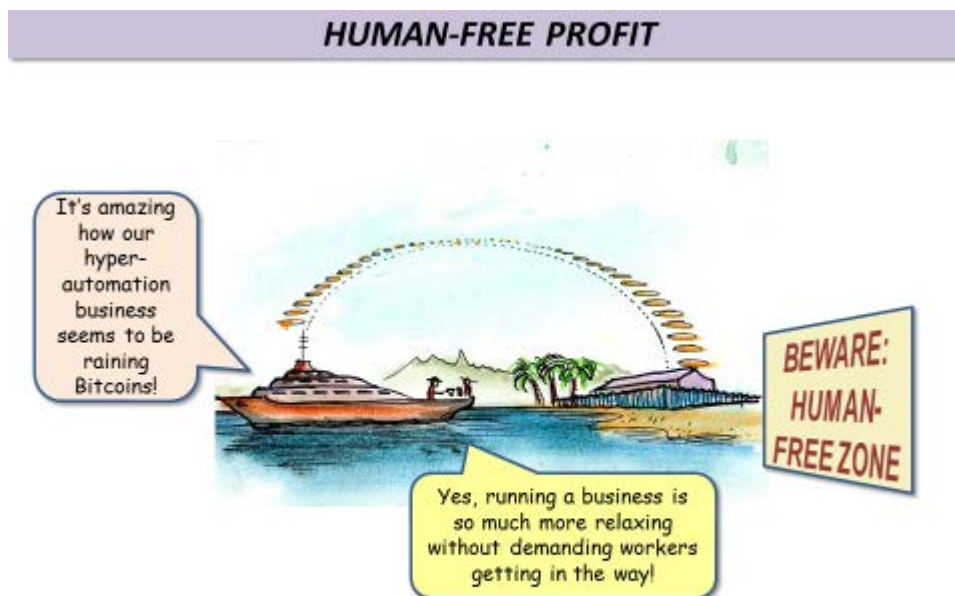 HUMAN-FREE PROFIT
It's amazing
how our
hyper-
automation
business
seems to be
raining
Bitcoins!
BEWARE:
HUMAN-
FREE ZONE
Yes, running a business is
so much more relaxing
without demanding workers
getting in the way!